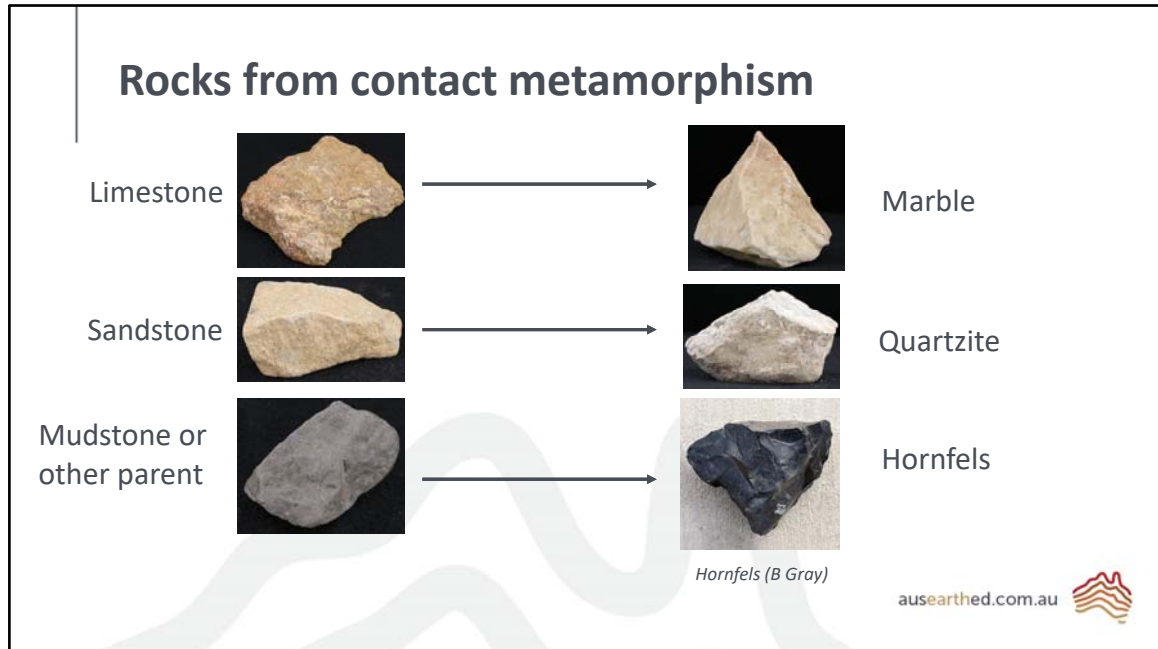 Rocks from contact metamorphism
Limestone
Marble
Sandstone
Quartzite
Mudstone or
other parent
Hornfels
Hornfels (B Gray)
ausearthed.com.au